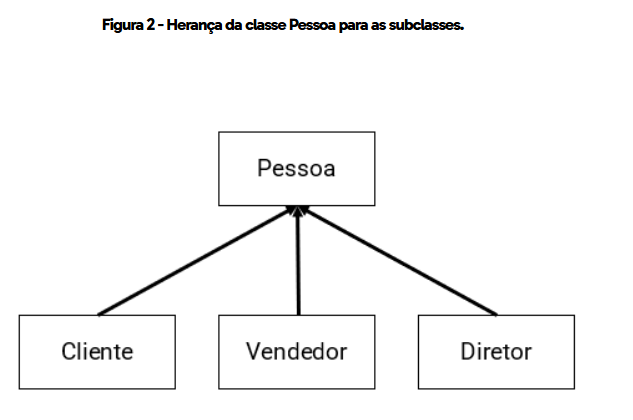 Figura 2 - Herança da classe Pessoa para as subclasses.
Pessoa
Cliente
Vendedor
Diretor